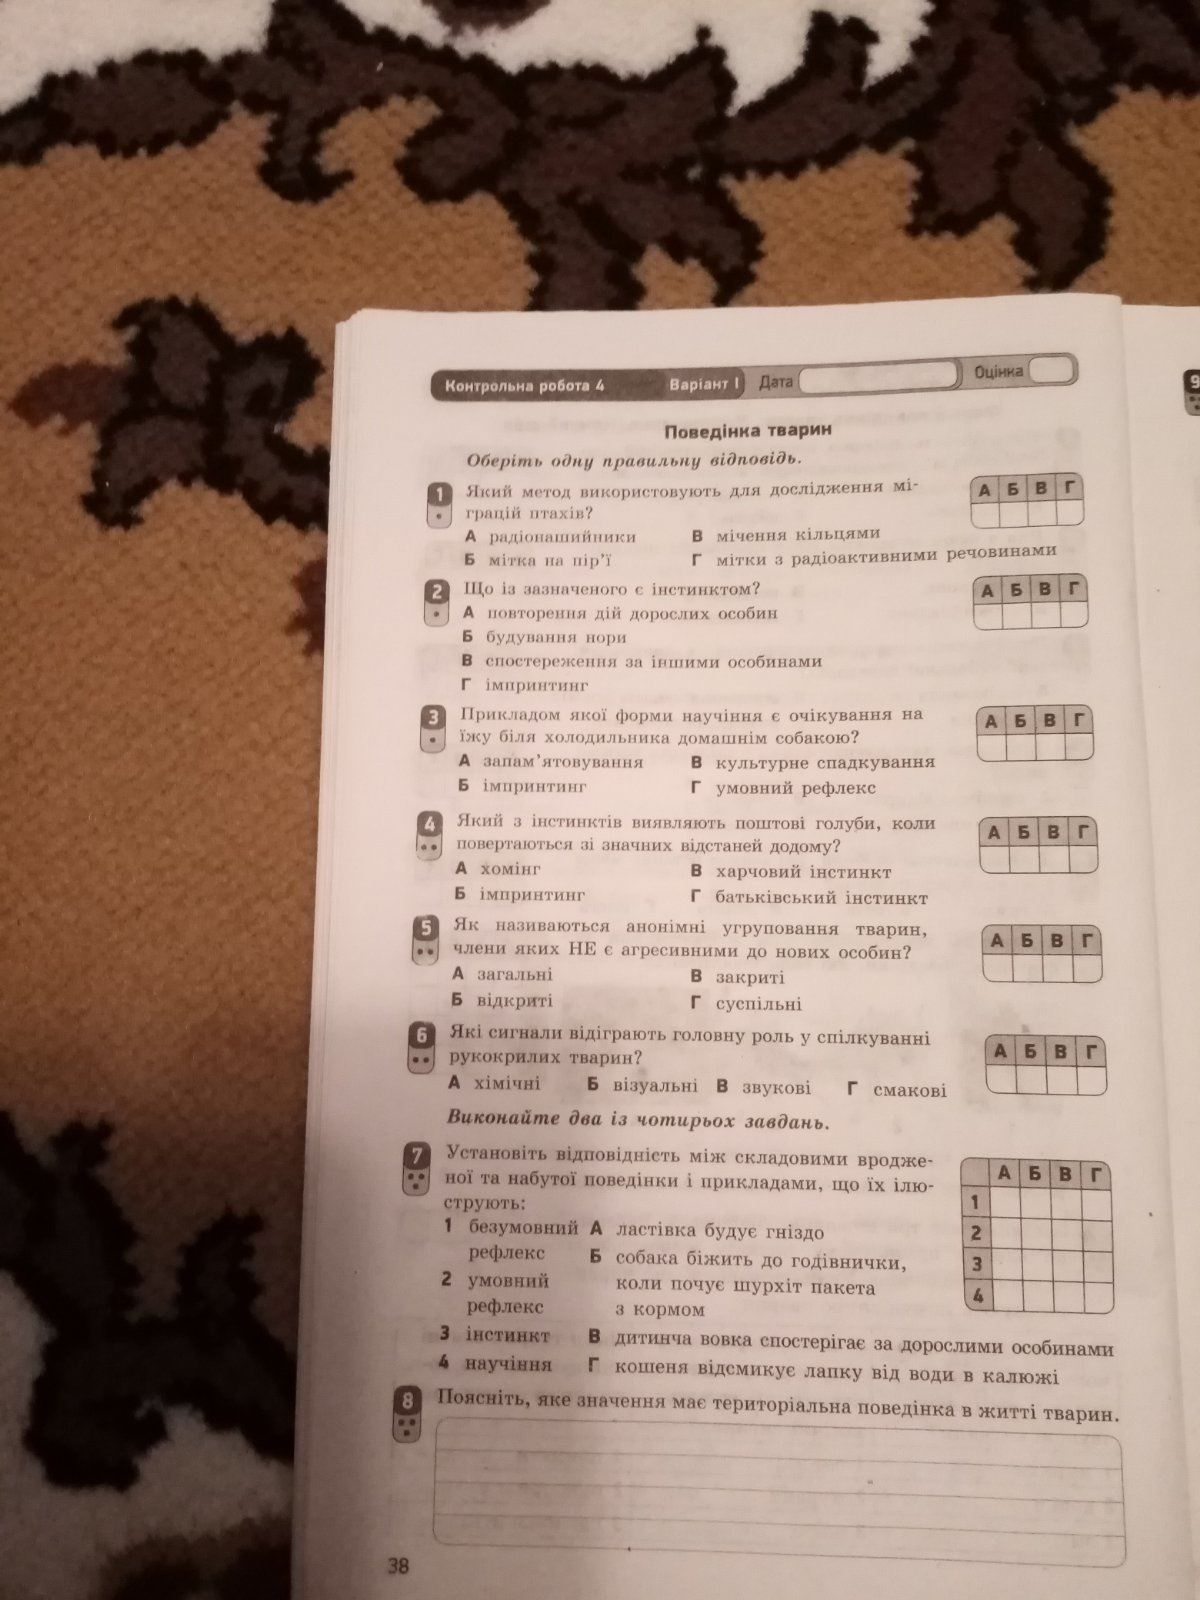 Контрольна робота 4 Варіант I Дата Оцінка
Поведінка тварин
Оберіть одну правильну відповідь.
1 Який метод використовують для дослідження мі-
грацій птахів?
А радіонашийники В мічення кільцями
Б мітка на пір’ї Г мітки з радіоактивними речовинами
А Б В Г
2 Що із зазначеного є інстинктом?
А повторення дій дорослих особин
Б будування нори
В спостереження за іншими особинами
Г імпринтинг
А Б В Г
3 Прикладом якої форми научіння є очікування на
їжу біля холодильника домашнім собакою?
А запам’ятовування В культурне спадкування
Б імпринтинг Г умовний рефлекс
А Б В Г
4 Який з інстинктів виявляють поштові голуби, коли
повертаються зі значних відстаней додому?
А хомінг В харчовий інстинкт
Б імпринтинг Г батьківський інстинкт
А Б В Г
5 Як називаються анонімні угруповання тварин,
члени яких НЕ є агресивними до нових особин?
А загальні В закриті
Б відкриті Г суспільні
А Б В Г
6 Які сигнали відіграють головну роль у спілкуванні
рукокрилих тварин?
А хімічні Б візуальні В звукові Г смакові
А Б В Г
Виконайте два із чотирьох завдань.
7 Установіть відповідність між складовими вродже-
ної та набутої поведінки і прикладами, що їх ілю-
струють:
1 безумовний А ластівка будує гніздо
рефлекс Б собака біжить до годівнички,
2 умовний коли почує шурхіт пакета
рефлекс з кормом
3 інстинкт В дитинча вовка спостерігає за дорослими особинами
4 научіння Г кошеня відсмикує лапку від води в калюжі
А Б В Г
1
2
3
4
8 Поясніть, яке значення має територіальна поведінка в житті тварин.
38
9